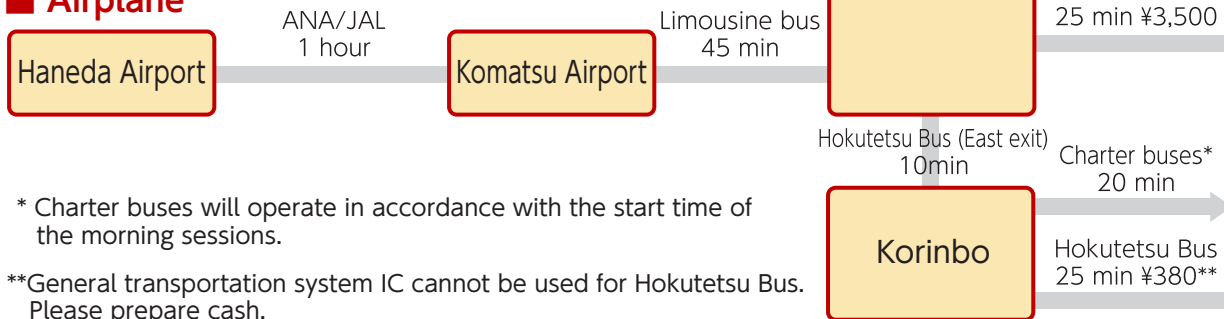 ■ Airplane
ANA/JAL
1 hour
Limousine bus
45 min
25 min ¥3,500
Haneda Airport
Komatsu Airport
Hokutetsu Bus (East exit)
10min
Charter buses*
20 min
* Charter buses will operate in accordance with the start time of
the morning sessions.
Korinbo
Hokutetsu Bus
25 min ¥380**
**General transportation system IC cannot be used for Hokutetsu Bus.
Please prepare cash.